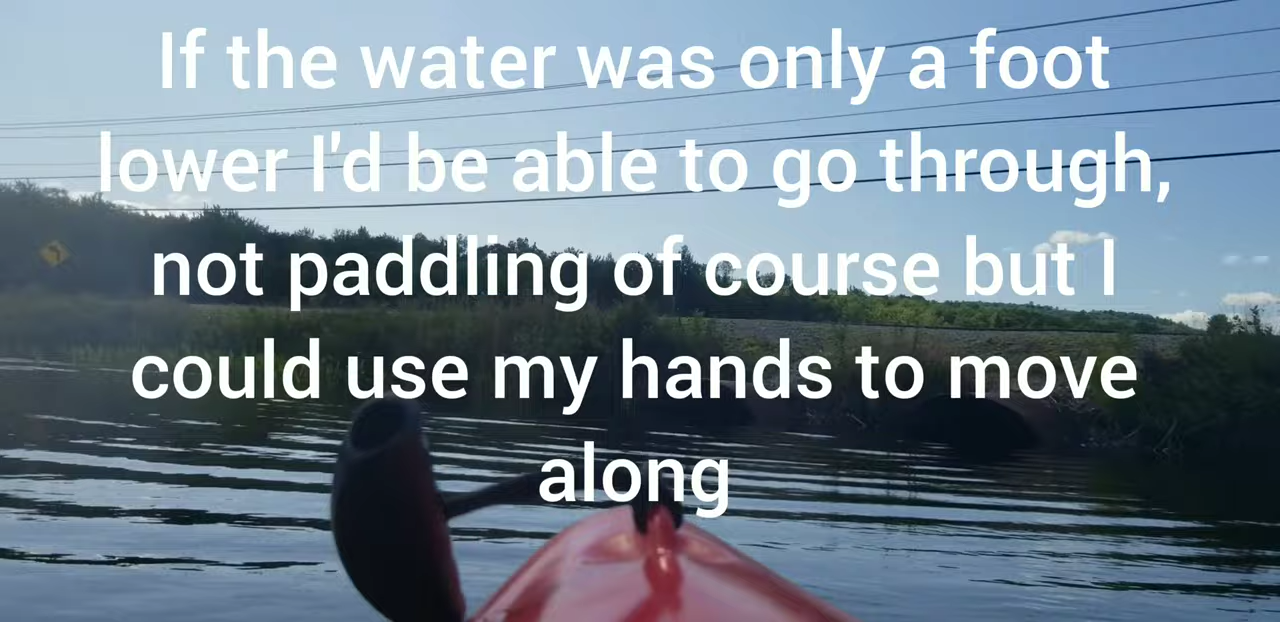 If the water was only a foot
lower I'd be able to go through,
not paddling of course but I
could use my hands to move
along